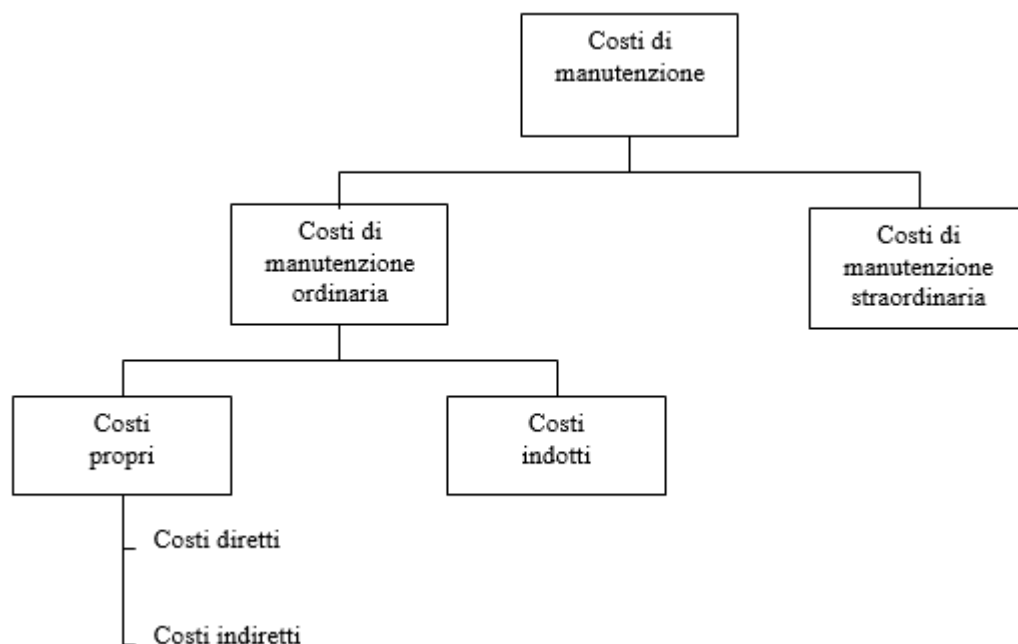 Costi di
manutenzione
Costi di
manutenzione
ordinaria
Costi di
manutenzione
straordinaria
Costi
propri
Costi
indotti
Costi diretti
Costi indiretti